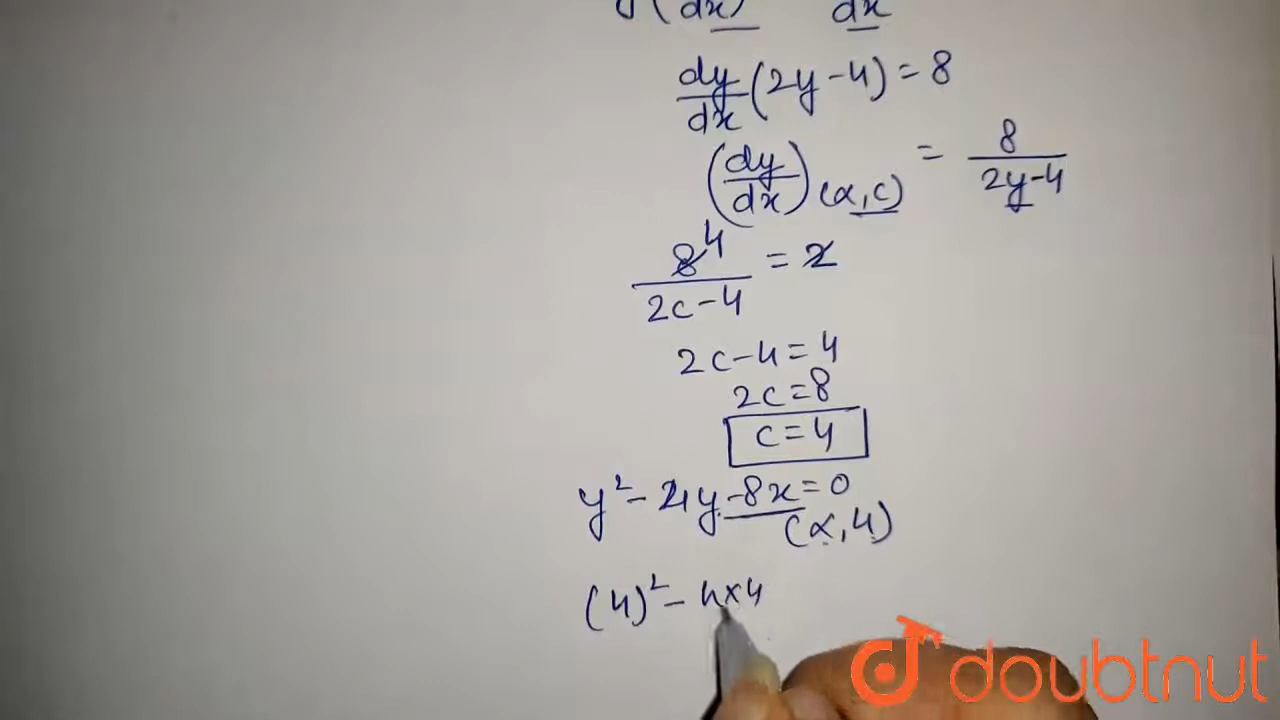 dy/dx (2y-4) = 8
(dy/dx)(α,c) = 8/(2y-4)
8 4/(2c-4) = 2
2c-4=4
2c=8
c=4
y²-4y-8x=0
(α,4)
(4)²-4×4
doubtnut